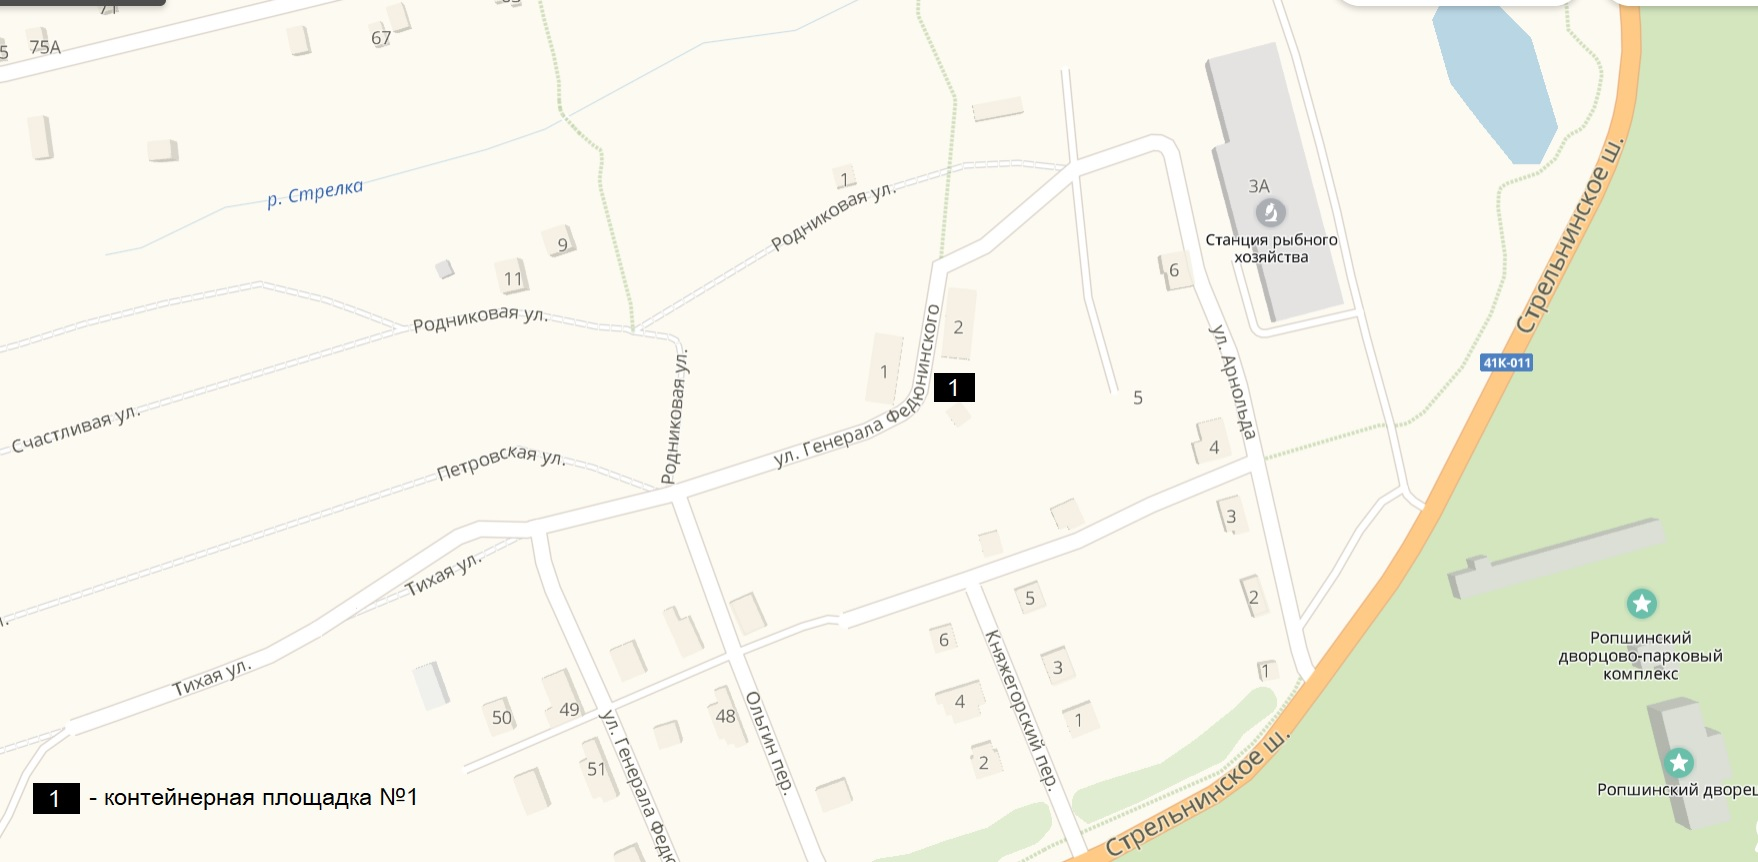 75А
67
р. Стрелка
9
11
Родниковая ул.
1
Родниковая ул.
3А
Станция рыбного
хозяйства
6
Стрельнинское ш.
41К-011
2
1
ул. Генерала Федюнинского
1
5
ул. Арнольда
4
3
2
1
Счастливая ул.
Петровская ул.
Родниковая ул.
Тихая ул.
Тихая ул.
50
49
51
48
ул. Генерала Федю
Ольгин пер.
Княжегорский пер.
5
6
3
4
1
2
Стрельнинское ш.
Ропшинский
дворцово-парковый
комплекс
Ропшинский дворец
1 - контейнерная площадка №1